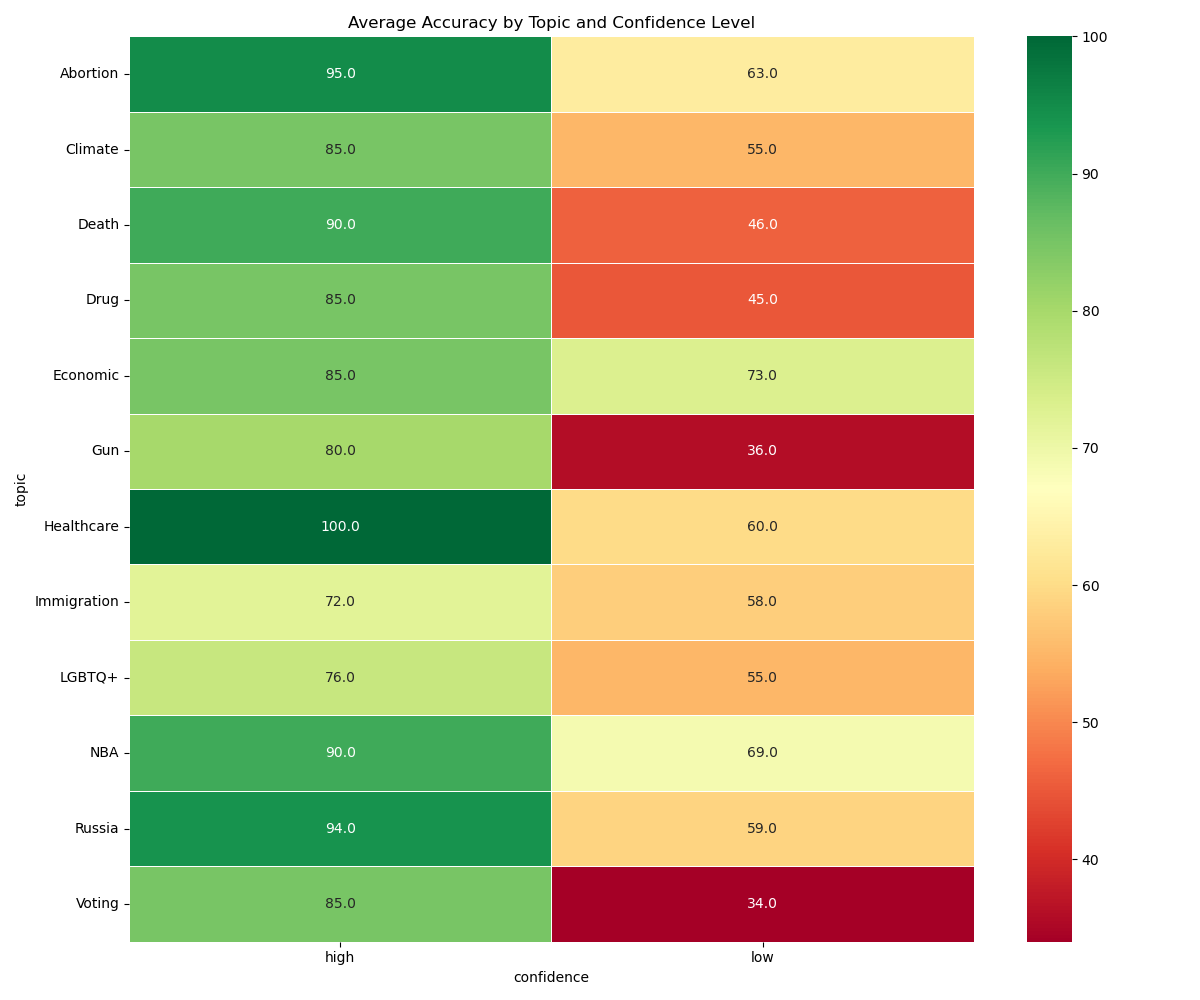 Average Accuracy by Topic and Confidence Level
topic
Abortion 95.0 63.0
Climate 85.0 55.0
Death 90.0 46.0
Drug 85.0 45.0
Economic 85.0 73.0
Gun 80.0 36.0
Healthcare 100.0 60.0
Immigration 72.0 58.0
LGBTQ+ 76.0 55.0
NBA 90.0 69.0
Russia 94.0 59.0
Voting 85.0 34.0
high low
confidence
100
90
80
70
60
50
40